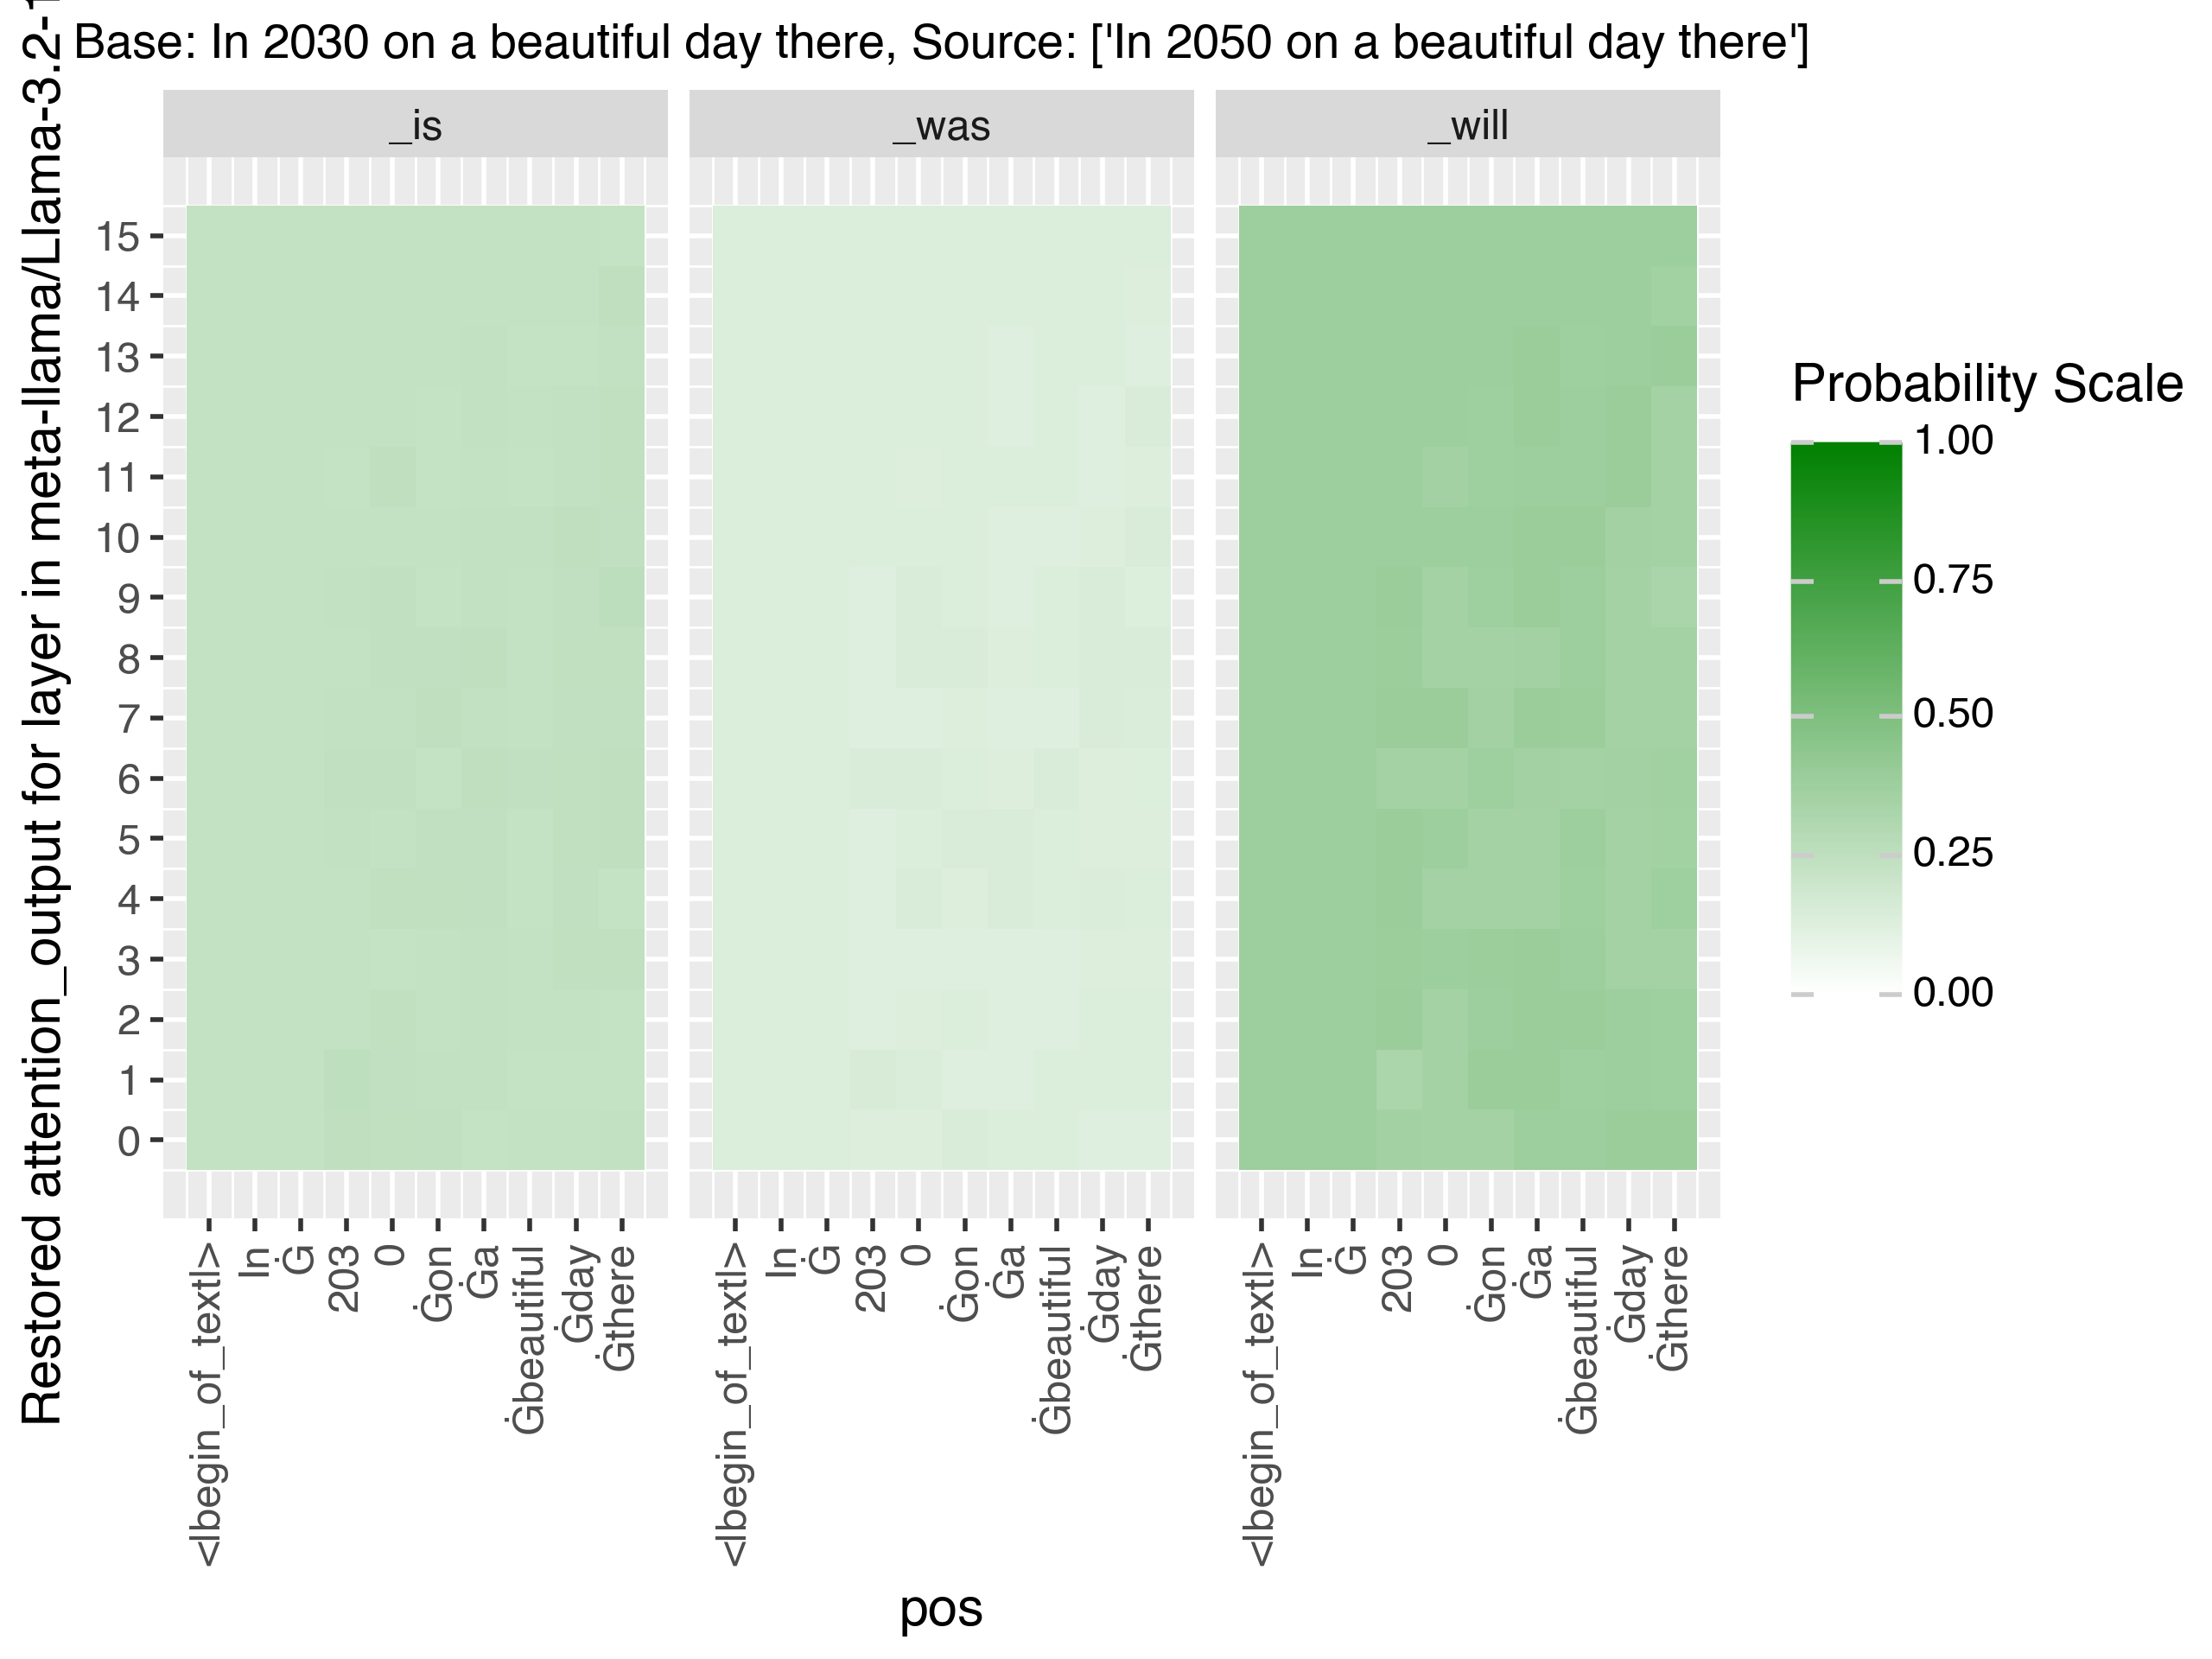 Base: In 2030 on a beautiful day there, Source: ['In 2050 on a beautiful day there']
Restored attention_output for layer in meta-llama/Llama-3.2-1
_is
_was
_will
15
14
13
12
11
10
9
8
7
6
5
4
3
2
1
0
<|begin_of_text|>
In
Ġ
203
0
Ġon
Ġa
Ġbeautiful
Ġday
Ġthere
<|begin_of_text|>
In
Ġ
203
0
Ġon
Ġa
Ġbeautiful
Ġday
Ġthere
<|begin_of_text|>
In
Ġ
203
0
Ġon
Ġa
Ġbeautiful
Ġday
Ġthere
pos
Probability Scale
1.00
0.75
0.50
0.25
0.00